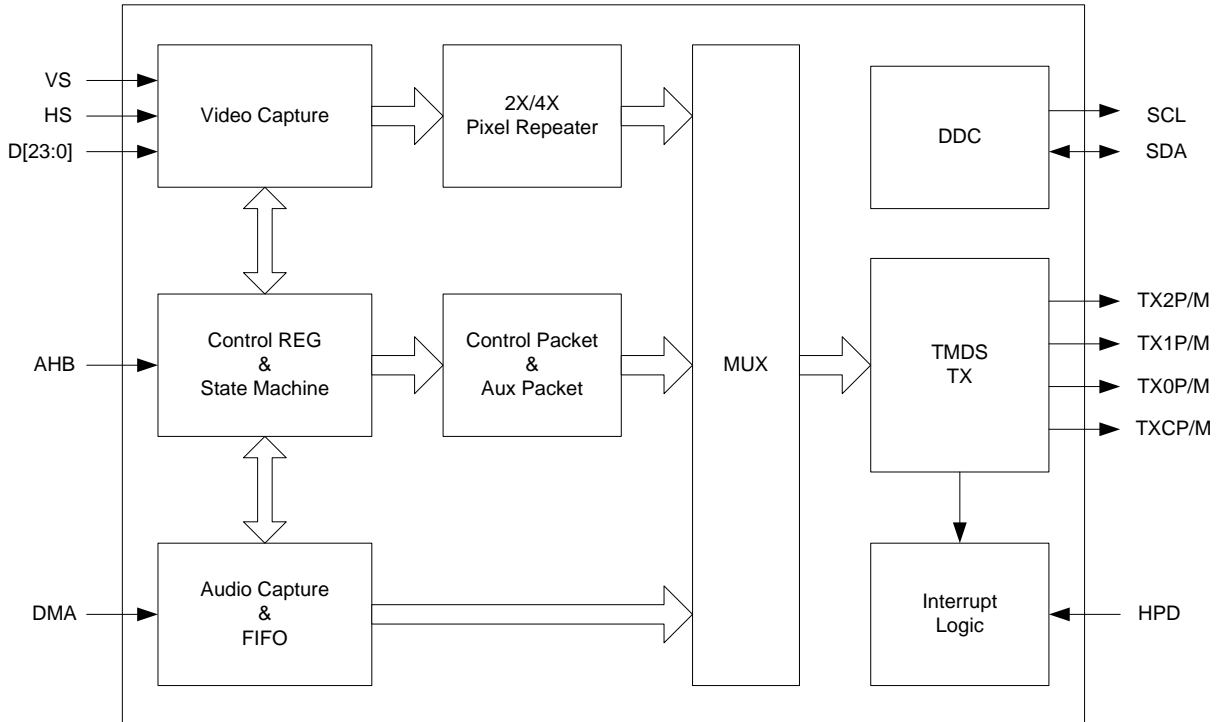 VS
HS
D[23:0]
Video Capture
2X/4X
Pixel Repeater
DDC
SCL
SDA
AHB
Control REG
&
State Machine
Control Packet
&
Aux Packet
MUX
TMDS
TX
TX2P/M
TX1P/M
TX0P/M
TXCP/M
DMA
Audio Capture
&
FIFO
Interrupt
Logic
HPD